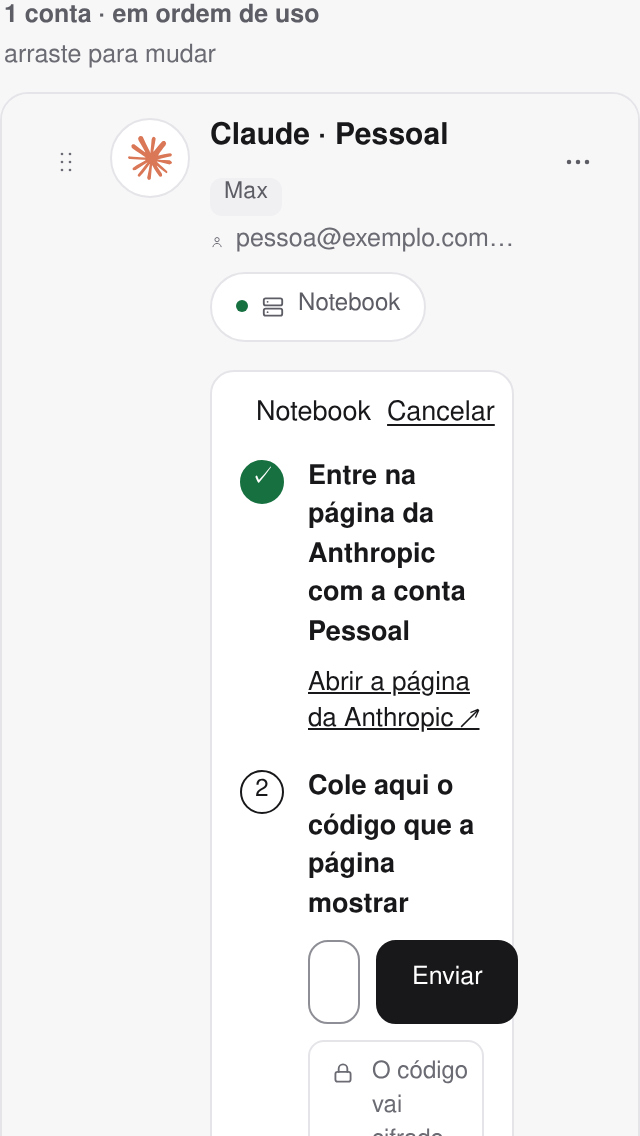 1 conta · em ordem de uso
arraste para mudar
Claude · Pessoal
Max
pessoa@exemplo.com…
Notebook
Notebook Cancelar
Entre na
página da
Anthropic
com a conta
Pessoal
Abrir a página
da Anthropic ↗
2
Cole aqui o
código que a
página
mostrar
Enviar
O código
vai